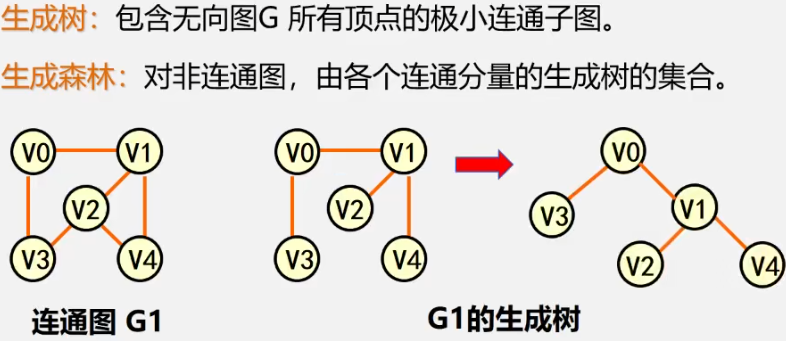 生成树：包含无向图G 所有顶点的极小连通子图。
生成森林：对非连通图，由各个连通分量的生成树的集合。
V0 V1 V0 V1 V0
V2 V2 V3 V1
V3 V4 V3 V4 V2 V4
连通图 G1 G1的生成树